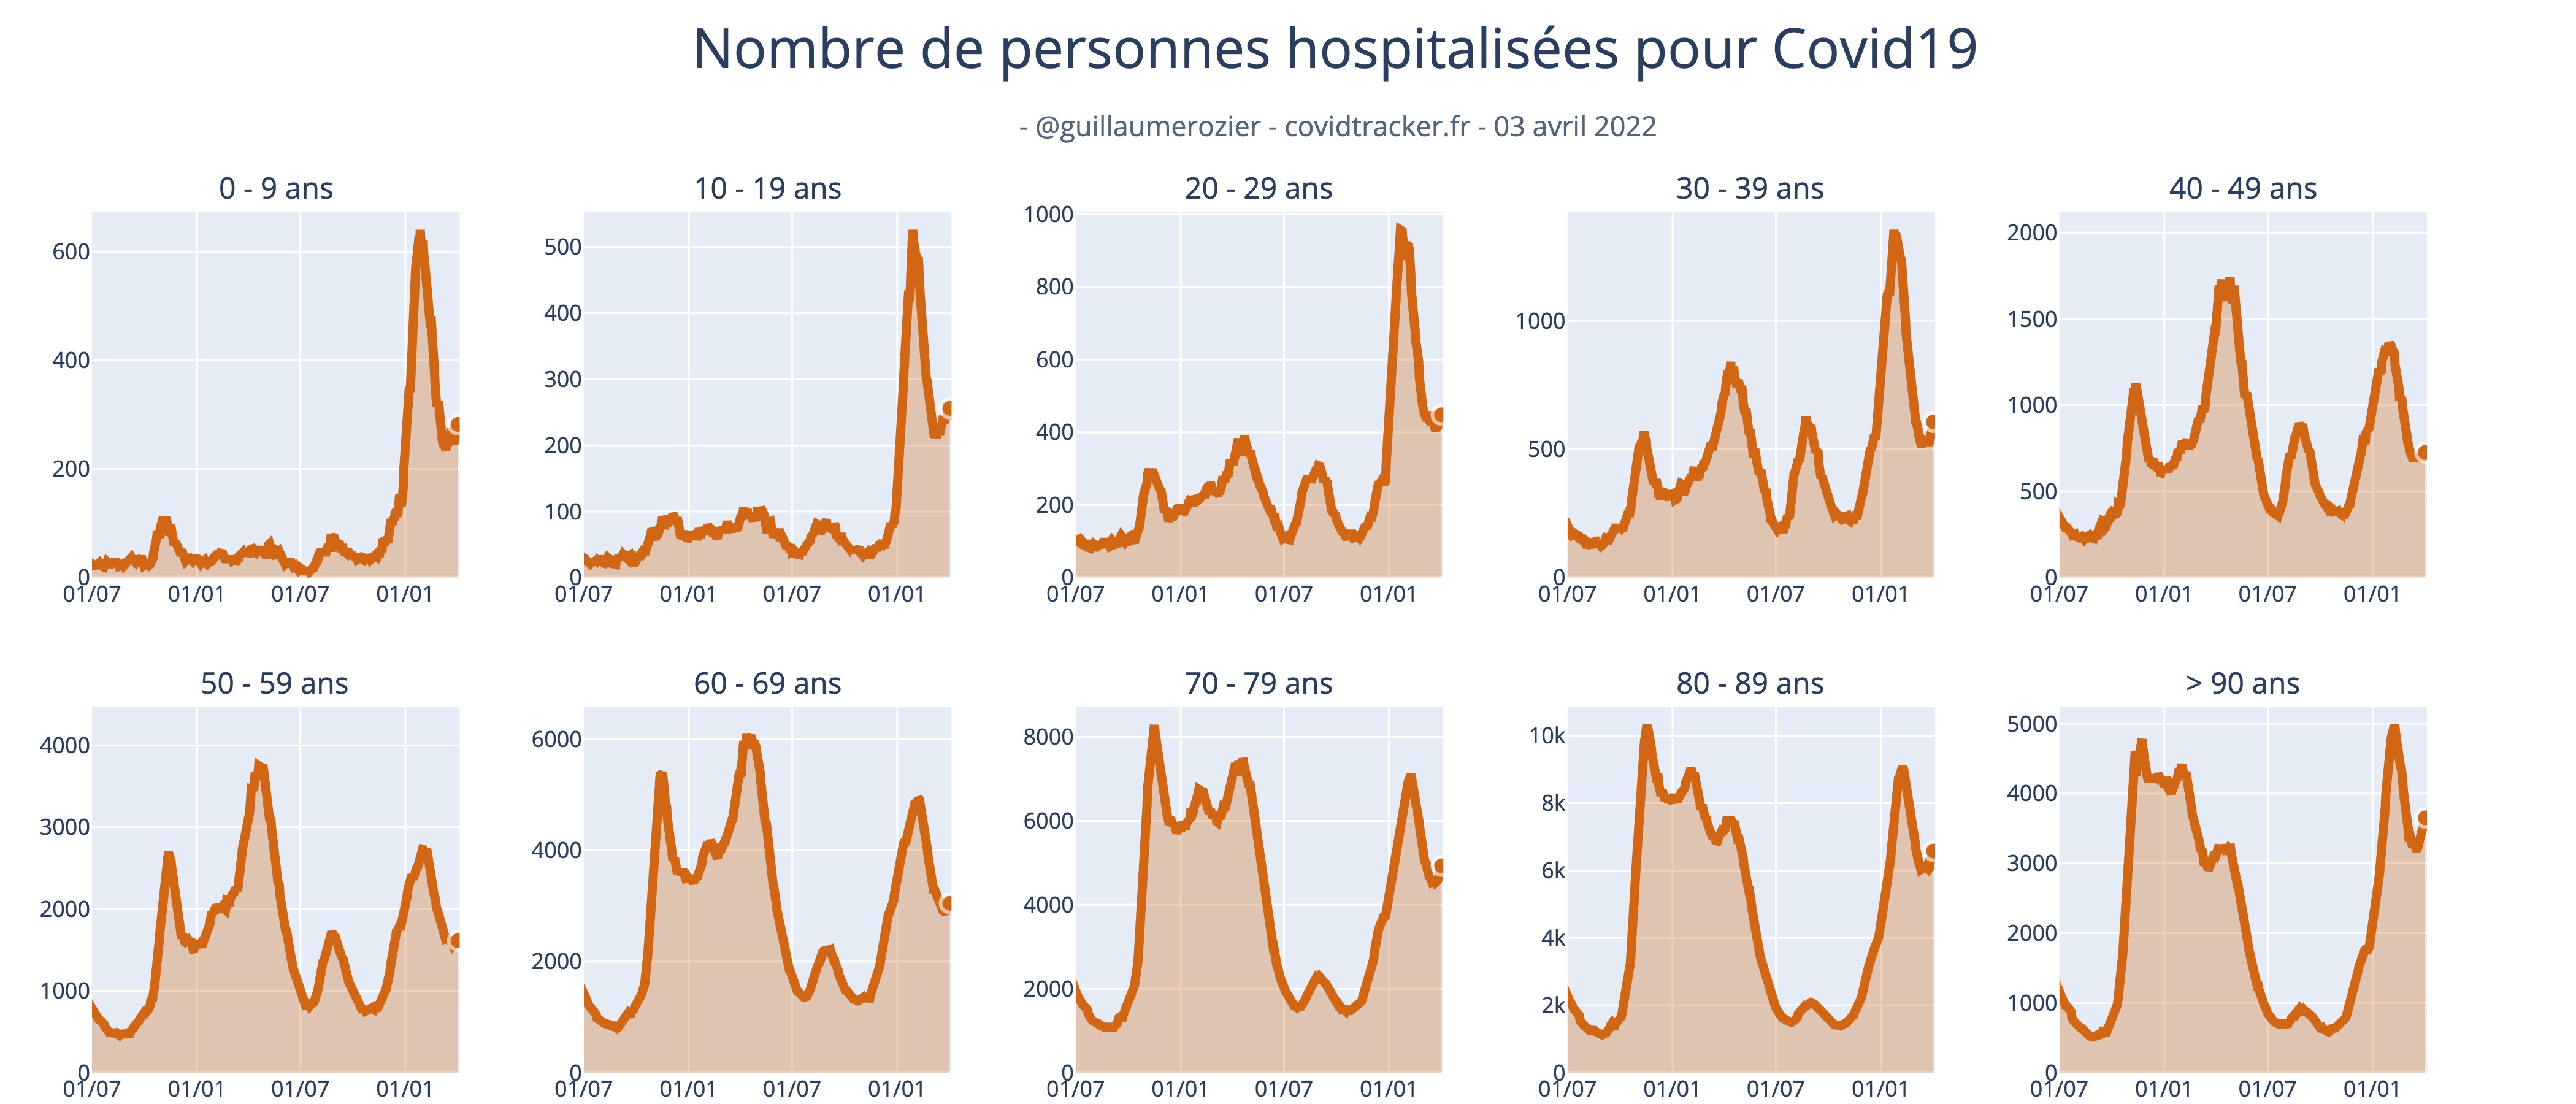 Nombre de personnes hospitalisées pour Covid19
- @guillaumerozier - covidtracker.fr - 03 avril 2022
0 - 9 ans
600
400
200
0
01/07 01/01 01/07 01/01
10 - 19 ans
500
400
300
200
100
0
01/07 01/01 01/07 01/01
20 - 29 ans
1000
800
600
400
200
0
01/07 01/01 01/07 01/01
30 - 39 ans
1000
500
0
01/07 01/01 01/07 01/01
40 - 49 ans
2000
1500
1000
500
0
01/07 01/01 01/07 01/01
50 - 59 ans
4000
3000
2000
1000
0
01/07 01/01 01/07 01/01
60 - 69 ans
6000
4000
2000
0
01/07 01/01 01/07 01/01
70 - 79 ans
8000
6000
4000
2000
0
01/07 01/01 01/07 01/01
80 - 89 ans
10k
8k
6k
4k
2k
0
01/07 01/01 01/07 01/01
> 90 ans
5000
4000
3000
2000
1000
0
01/07 01/01 01/07 01/01